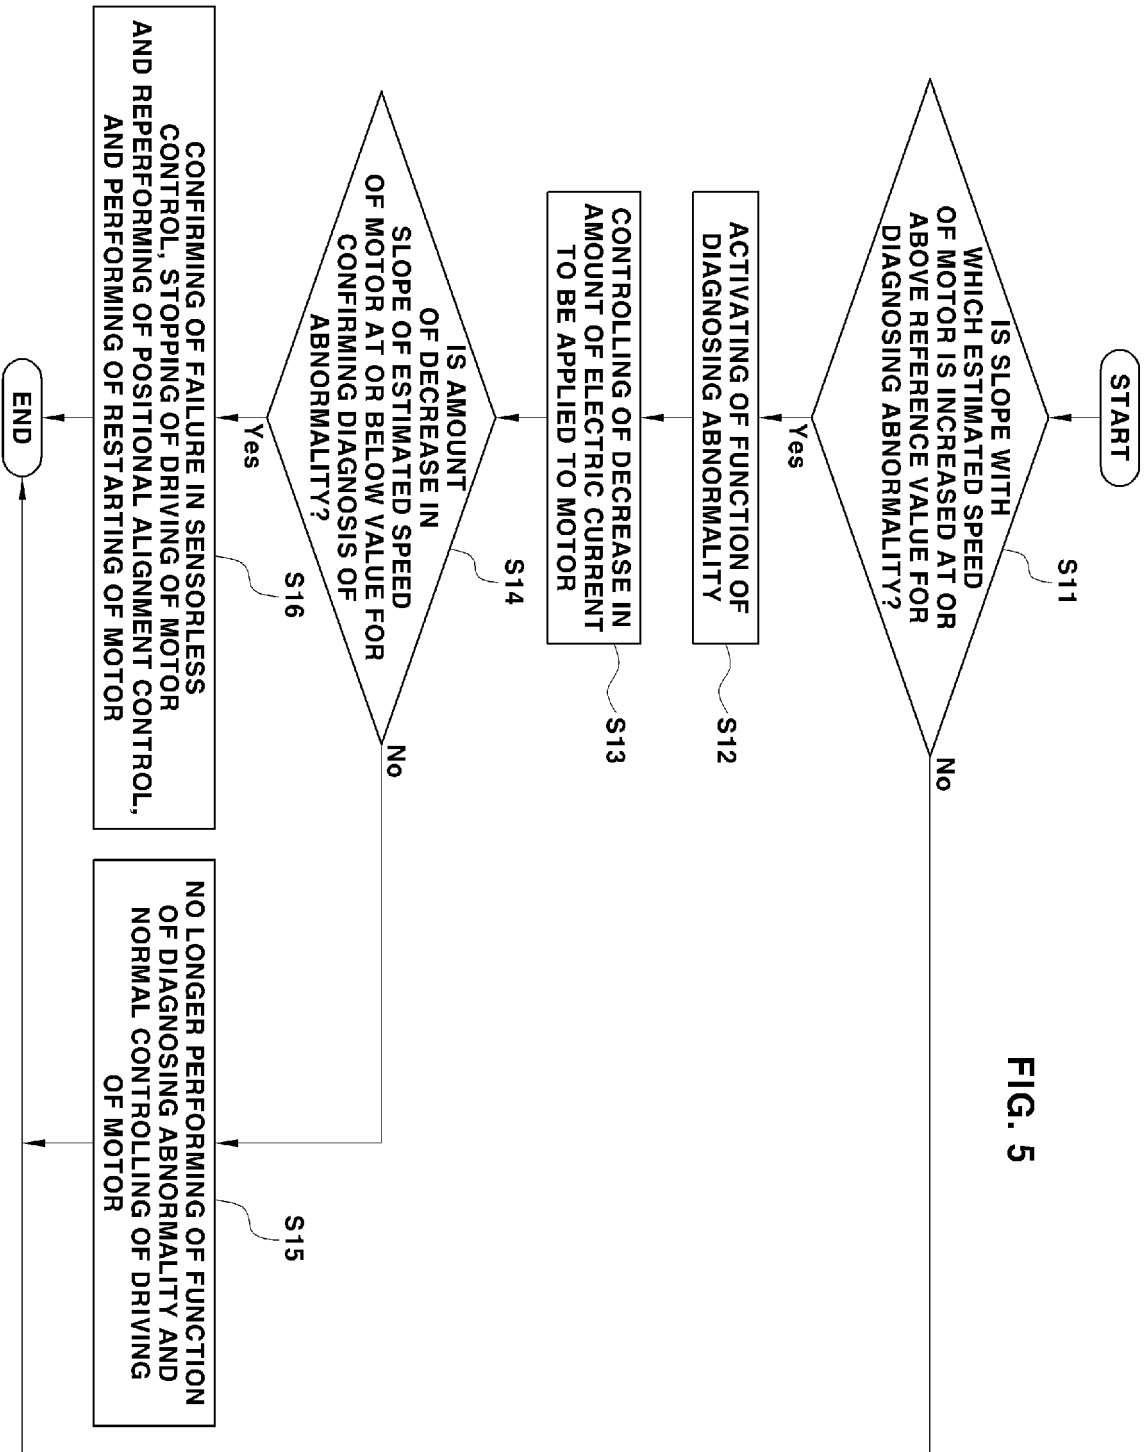 FIG. 5
START
IS SLOPE WITH
WHICH ESTIMATED SPEED
OF MOTOR IS INCREASED AT OR
ABOVE REFERENCE VALUE FOR
DIAGNOSING ABNORMALITY?
S11
No
Yes
ACTIVATING OF FUNCTION OF
DIAGNOSING ABNORMALITY
S12
CONTROLLING OF DECREASE IN
AMOUNT OF ELECTRIC CURRENT
TO BE APPLIED TO MOTOR
S13
IS AMOUNT
OF DECREASE IN
SLOPE OF ESTIMATED SPEED
OF MOTOR AT OR BELOW VALUE FOR
CONFIRMING DIAGNOSIS OF
ABNORMALITY?
S14
No
Yes
S16
CONFIRMING OF FAILURE IN SENSORLESS
CONTROL, STOPPING OF DRIVING OF MOTOR
AND REPERFORMING OF POSITIONAL ALIGNMENT CONTROL,
AND PERFORMING OF RESTARTING OF MOTOR
S15
NO LONGER PERFORMING OF FUNCTION
OF DIAGNOSING ABNORMALITY AND
NORMAL CONTROLLING OF DRIVING
OF MOTOR
END